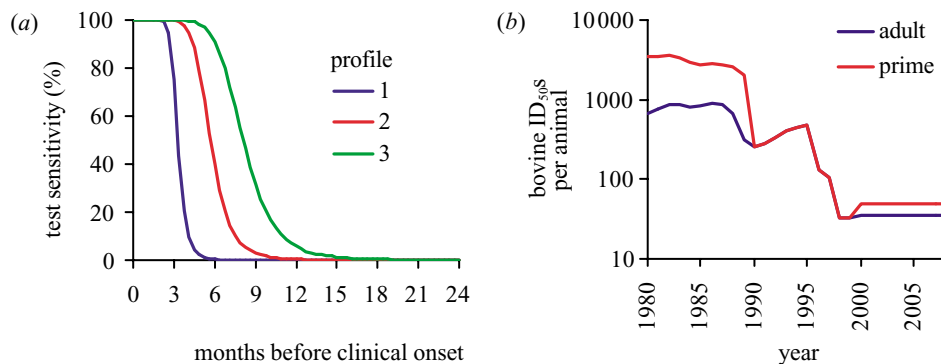 (a)
test sensitivity (%)
100
80
60
40
20
0
profile
1
2
3
0 3 6 9 12 15 18 21 24
months before clinical onset
(b)
bovine ID50s
per animal
10000
1000
100
10
adult
prime
1980 1985 1990 1995 2000 2005
year